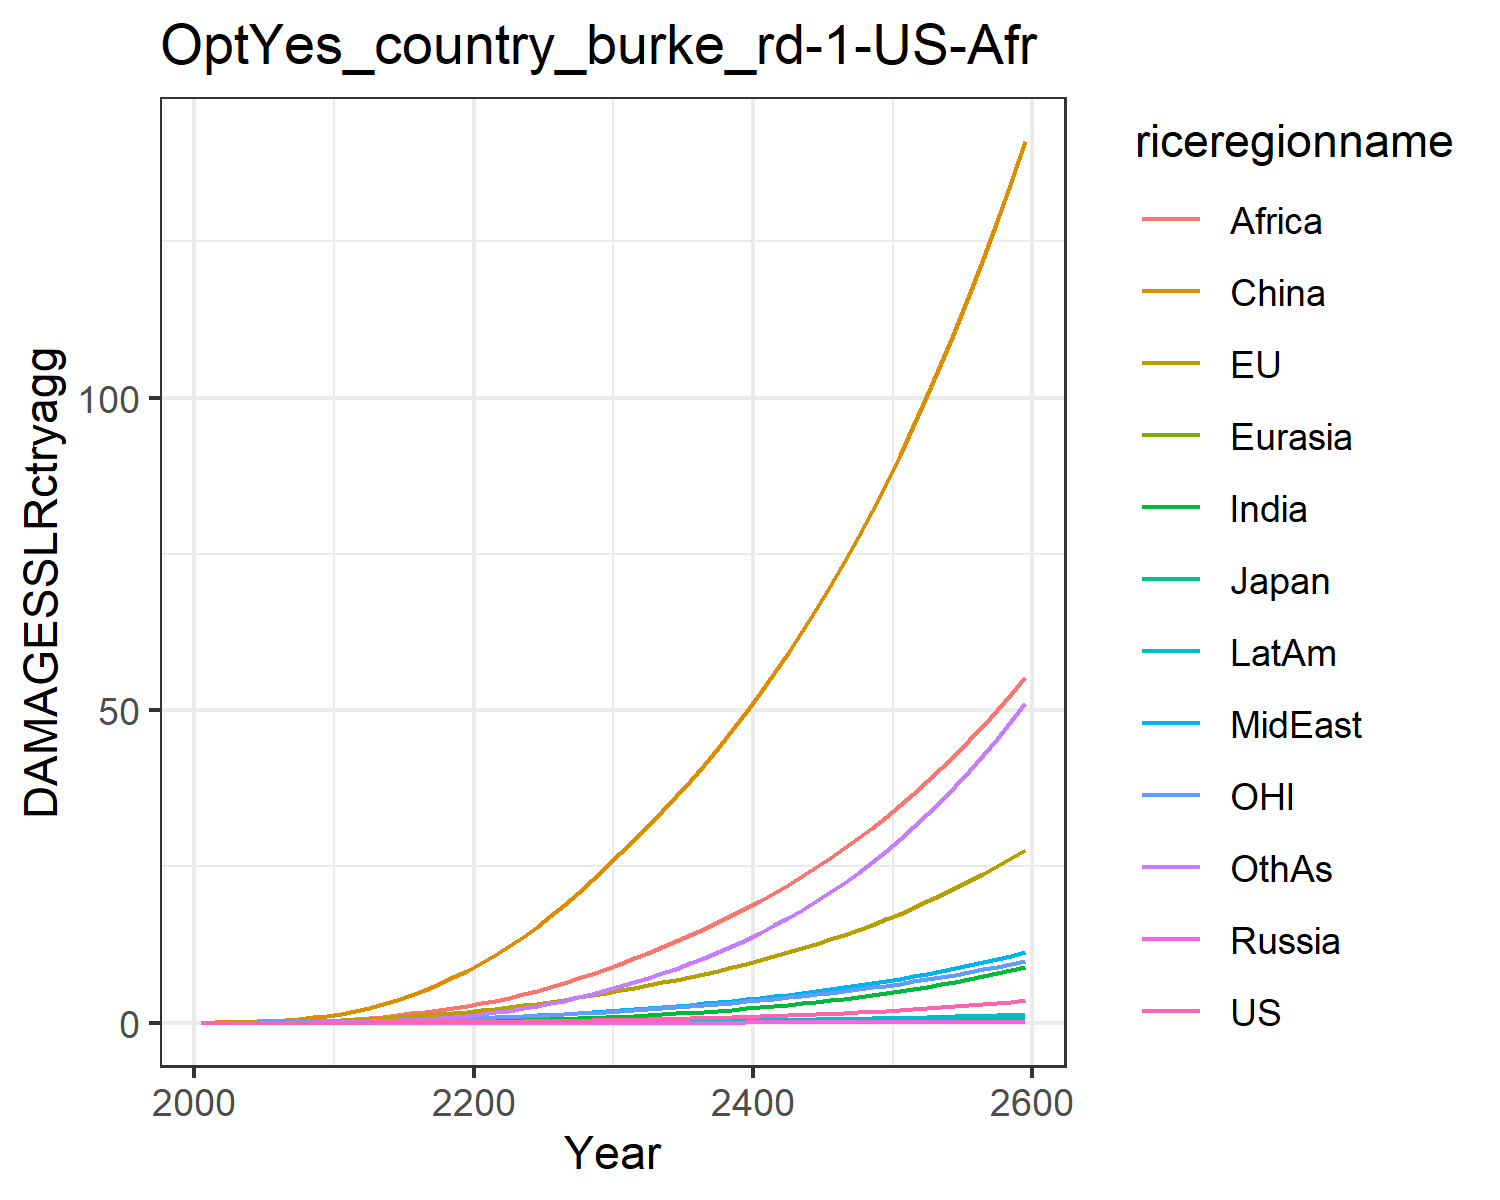 OptYes_country_burke_rd-1-US-Afr
DAMAGESSLRctryagg
100
50
0
2000
2200
2400
2600
Year
riceregionname
Africa
China
EU
Eurasia
India
Japan
LatAm
MidEast
OHI
OthAs
Russia
US